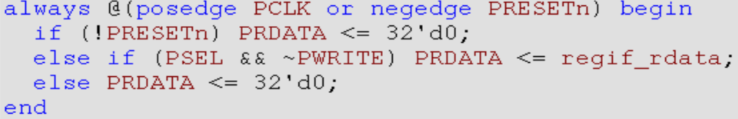 always @(posedge PCLK or negedge PRESETn) begin
if (!PRESETn) PRDATA <= 32'd0;
else if (PSEL && ~PWRITE) PRDATA <= regif_rdata;
else PRDATA <= 32'd0;
end